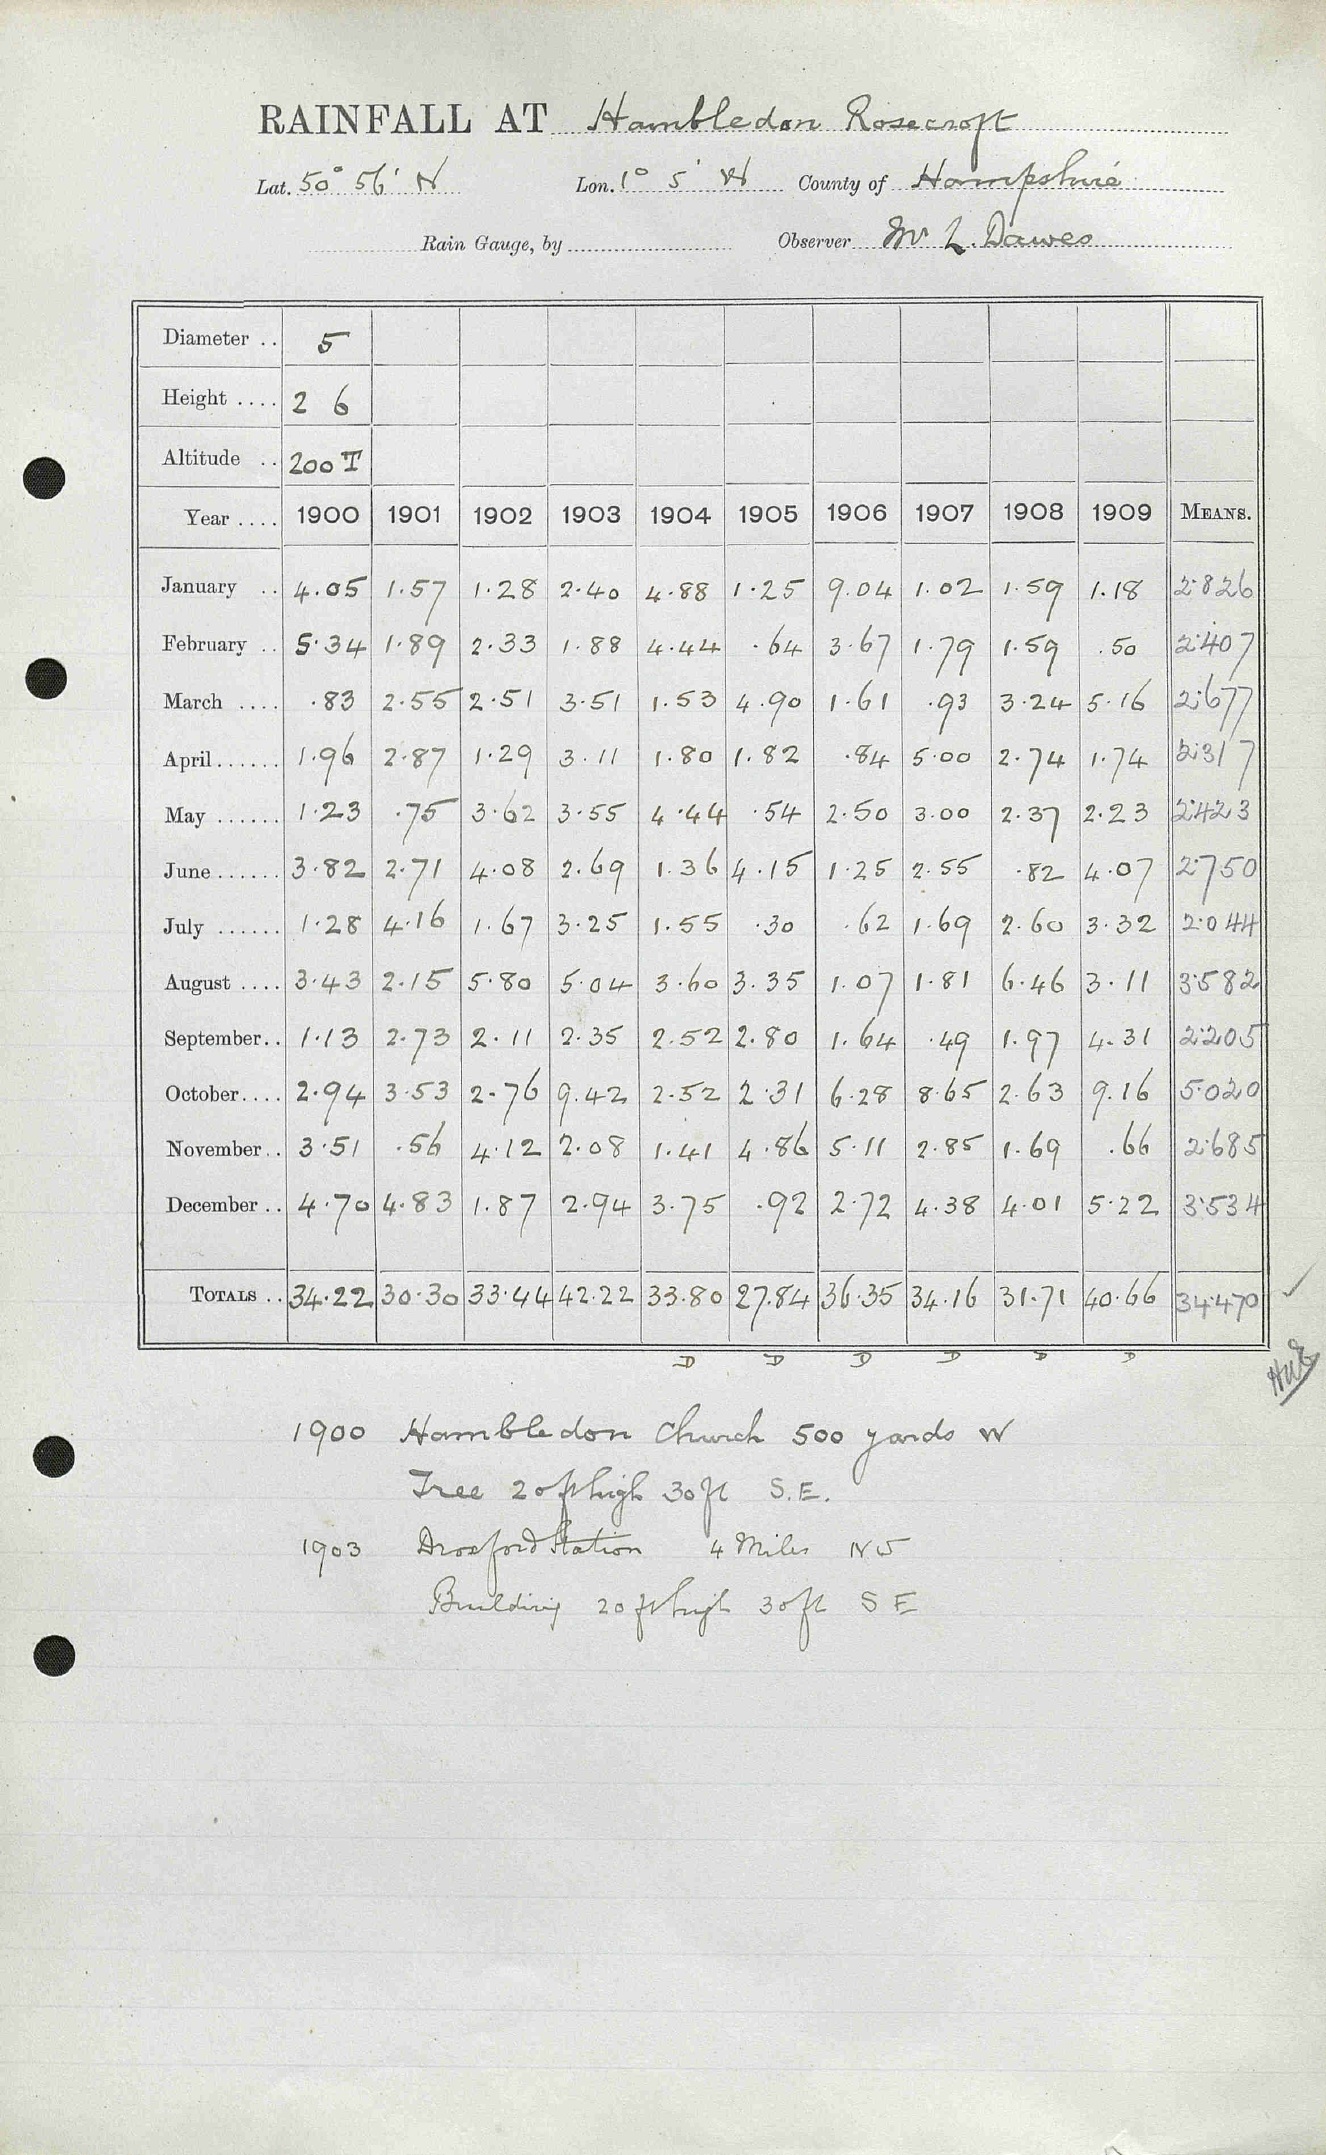 RAINFALL AT Hambledon Rosecroft
Lat. 50° 56' N Lon. 1° 5' W County of Hampshire
Rain Gauge, by Observer Mr L. Dawes
Diameter .. 5
Height .... 2 6
Altitude .. 200 T
Year .... 1900 1901 1902 1903 1904 1905 1906 1907 1908 1909 MEANS.
January .. 4.05 1.57 1.28 2.40 4.88 1.25 9.04 1.02 1.59 1.18 2.826
February .. 5.34 1.89 2.33 1.88 4.44 .64 3.67 1.79 1.59 .50 2.407
March .... .83 2.55 2.51 3.51 1.53 4.90 1.61 .93 3.24 5.16 2.677
April...... 1.96 2.87 1.29 3.11 1.80 1.82 .84 5.00 2.74 1.74 2.317
May ...... 1.23 .75 3.62 3.55 4.44 .54 2.50 3.00 2.37 2.23 2.423
June...... 3.82 2.71 4.08 2.69 1.36 4.15 1.25 2.55 .82 4.07 2.750
July ...... 1.28 4.16 1.67 3.25 1.55 .30 .62 1.69 2.60 3.32 2.044
August .... 3.43 2.15 5.80 5.04 3.60 3.35 1.07 1.81 6.46 3.11 3.582
September.. 1.13 2.73 2.11 2.35 2.52 2.80 1.64 .49 1.97 4.31 2.205
October.... 2.94 3.53 2.76 9.42 2.52 2.31 6.28 8.65 2.63 9.16 5.020
November.. 3.51 .56 4.12 2.08 1.41 4.86 5.11 2.85 1.69 .66 2.685
December .. 4.70 4.83 1.87 2.94 3.75 .92 2.72 4.38 4.01 5.22 3.534
TOTALS .. 34.22 30.30 33.44 42.22 33.80 27.84 36.35 34.16 31.71 40.66 34.470
D D D D D D
1900 Hambledon Church 500 yards W
Tree 20 ft high 30 ft S.E.
1903 Droxford Station 4 Miles NW
Building 20 ft high 30 ft S E